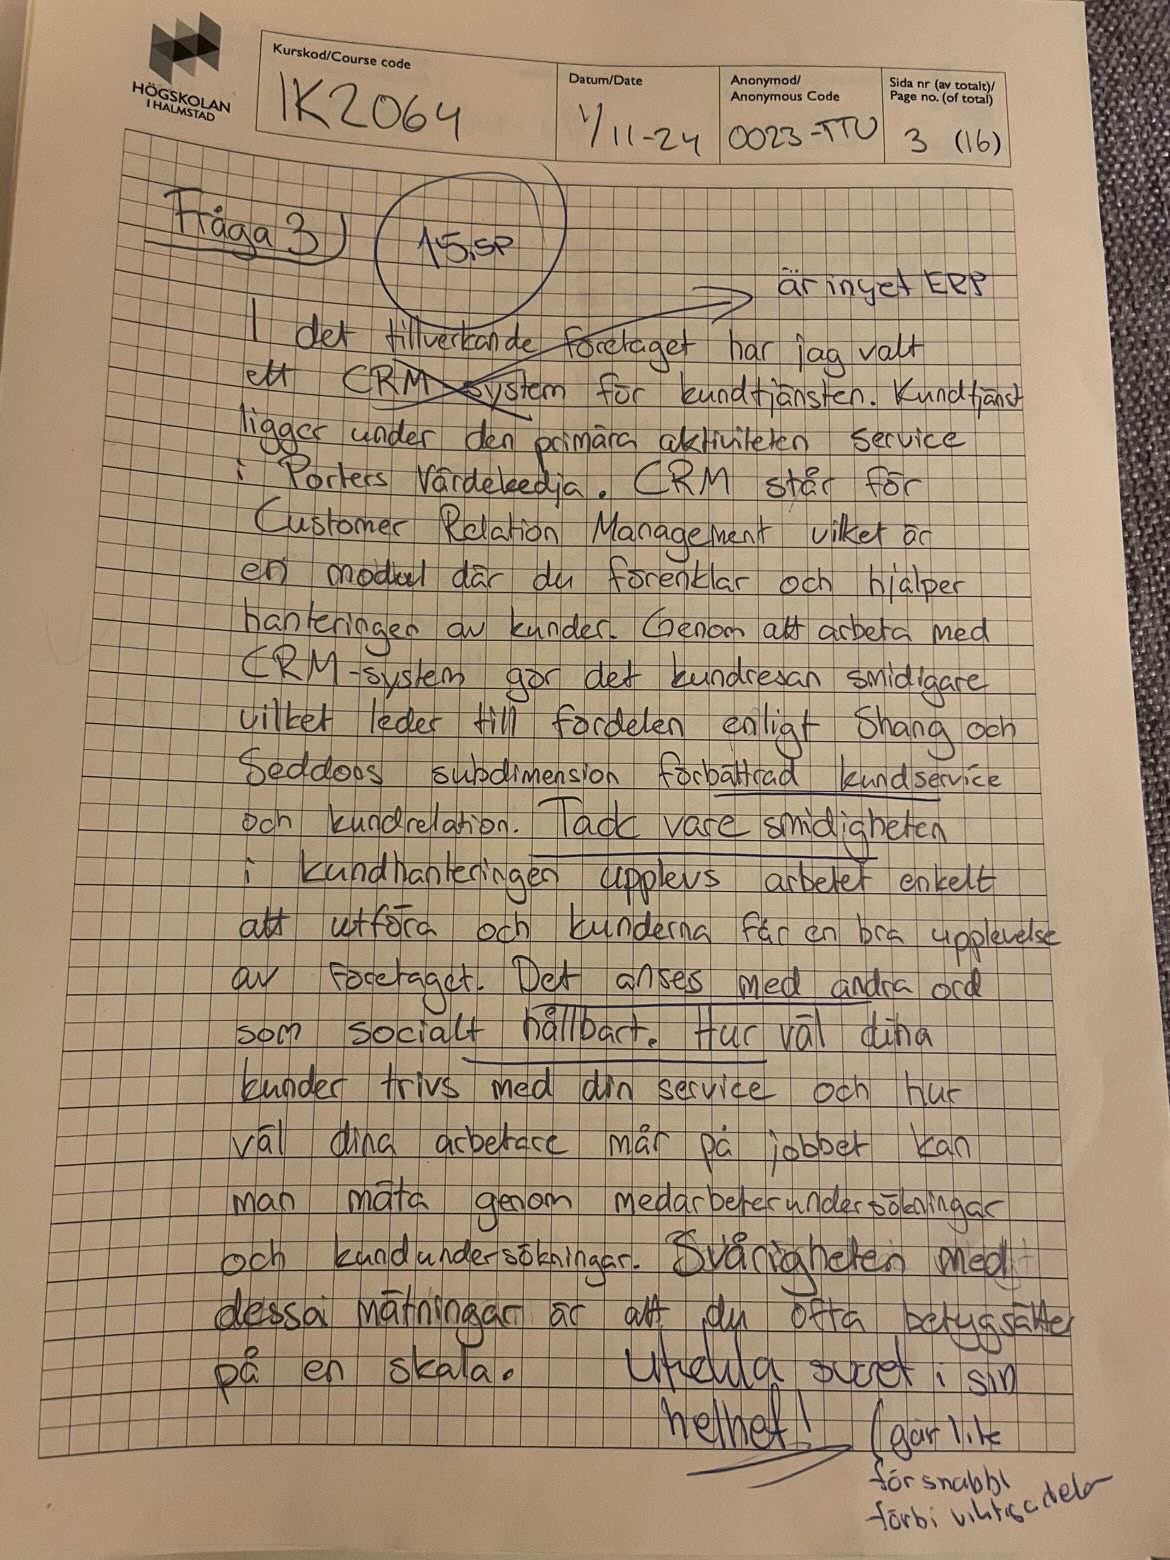 HÖGSKOLAN
I HALMSTAD
Kurskod/Course code
IK2064
Datum/Date
1/11-24
Anonymod/
Anonymous Code
0023-TTU
Sida nr (av totalt)/
Page no. (of total)
3 (16)
Fråga 3)
15,5P
är inget ERP
I det tillverkande företaget har jag valt
ett CRM system för kundtjänsten. Kundtjänst
ligger under den primära aktiviteten service
i Porters Värdekedja. CRM står för
Customer Relation Management vilket är
en modul där du förenklar och hjälper
hanteringen av kunder. Genom att arbeta med
CRM-system gör det kundresan smidigare
vilket leder till fördelen enligt Shang och
Seddons subdimension förbättrad kundservice
och kundrelation. Tack vare smidigheten
i kundhanteringen upplevs arbetet enkelt
att utföra och kunderna får en bra upplevelse
av företaget. Det anses med andra ord
som socialt hållbart. Hur väl dina
kunder trivs med din service och hur
väl dina arbetare mår på jobbet kan
man mäta genom medarbeterundersökningar
och kundundersökningar. Svårigheten med
dessa mätningar är att du ofta betygsätter
på en skala. Utveckla svaret i sin
helhet! (går lite
för snabbt
förbi viktiga delar